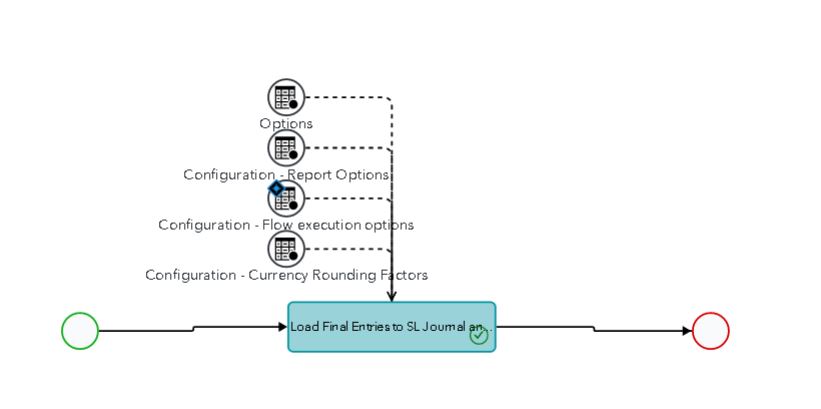 Options
Configuration - Report Options
Configuration - Flow execution options
Configuration - Currency Rounding Factors
Load Final Entries to SL Journal an...